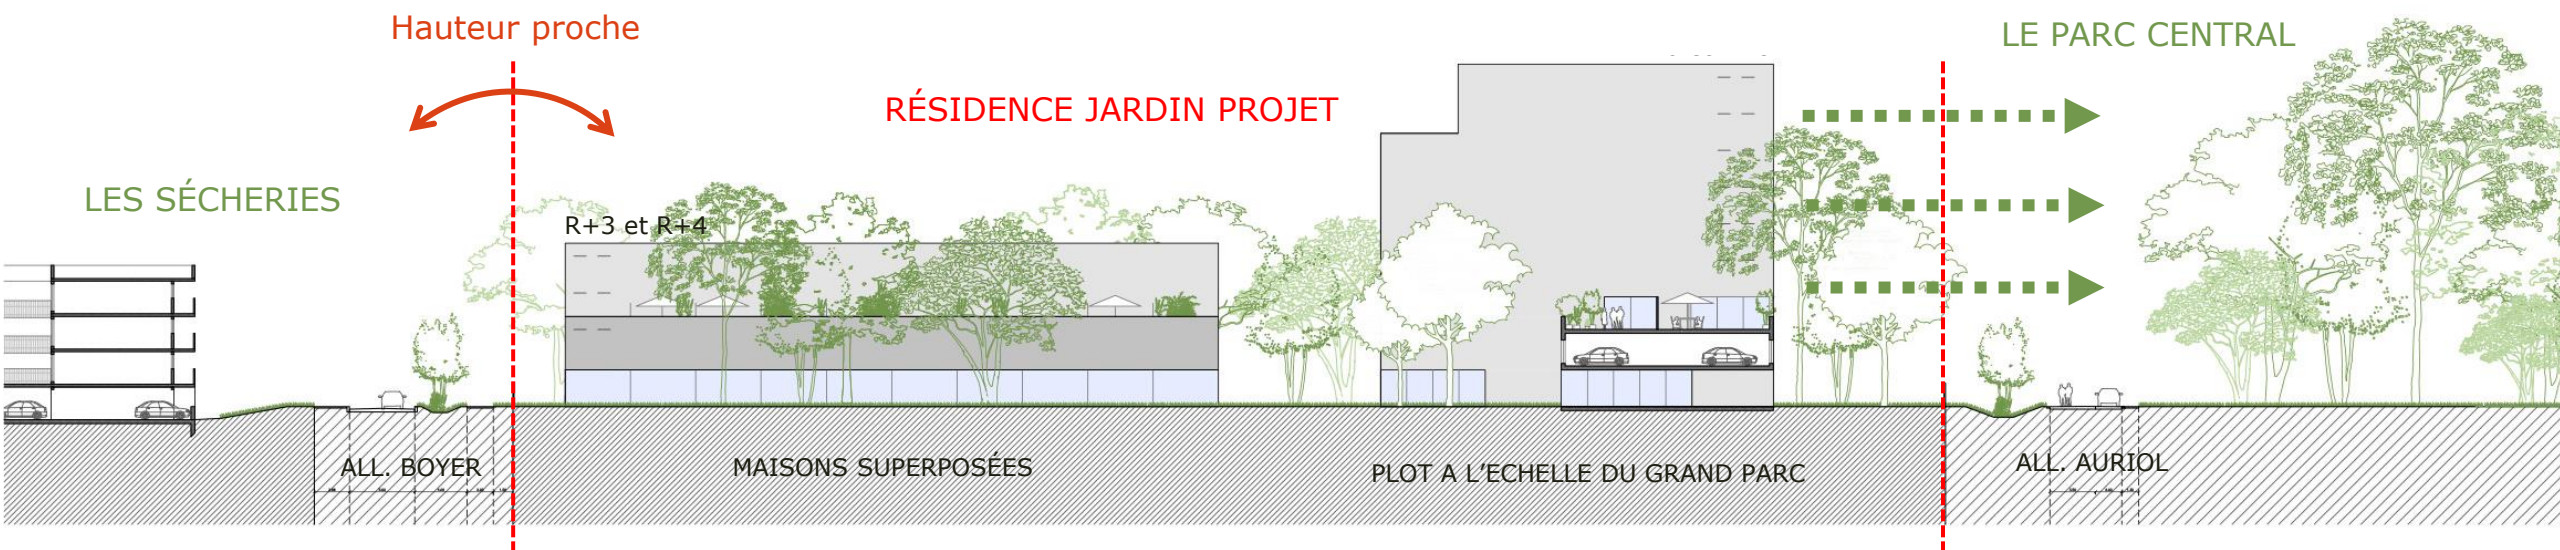 Hauteur proche
LE PARC CENTRAL
RÉSIDENCE JARDIN PROJET
LES SÉCHERIES
R+3 et R+4
ALL. BOYER
MAISONS SUPERPOSÉES
PLOT A L'ECHELLE DU GRAND PARC
ALL. AURIOL